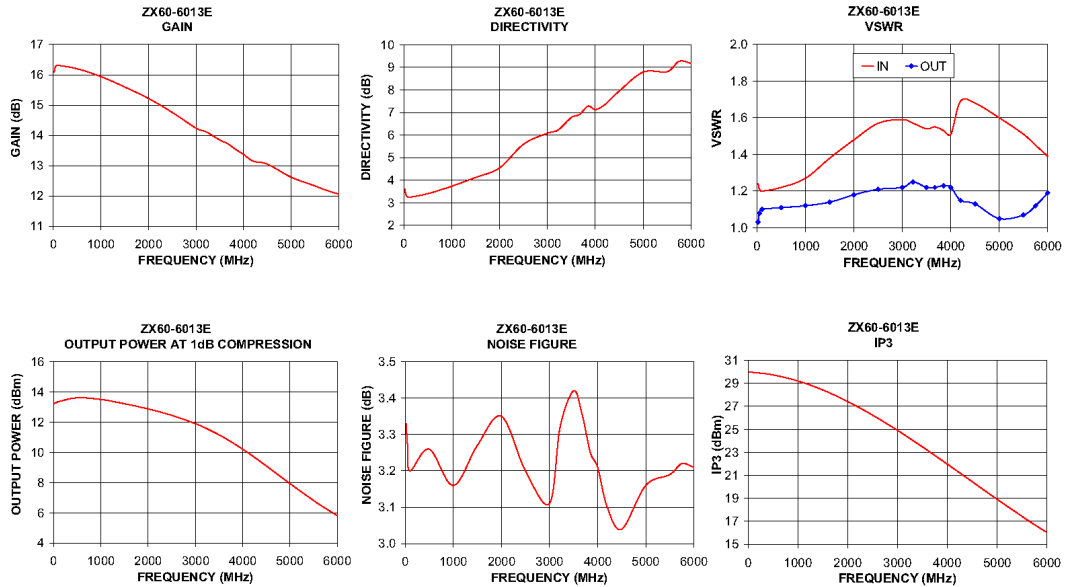 ZX60-6013E
GAIN
17
16
15
14
13
12
11
GAIN (dB)
0 1000 2000 3000 4000 5000 6000
FREQUENCY (MHz)
ZX60-6013E
DIRECTIVITY
10
9
8
7
6
5
4
3
2
DIRECTIVITY (dB)
0 1000 2000 3000 4000 5000 6000
FREQUENCY (MHz)
ZX60-6013E
VSWR
IN OUT
2.0
1.8
1.6
1.4
1.2
1.0
VSWR
0 1000 2000 3000 4000 5000 6000
FREQUENCY (MHz)
ZX60-6013E
OUTPUT POWER AT 1dB COMPRESSION
16
14
12
10
8
6
4
OUTPUT POWER (dBm)
0 1000 2000 3000 4000 5000 6000
FREQUENCY (MHz)
ZX60-6013E
NOISE FIGURE
3.5
3.4
3.3
3.2
3.1
3.0
NOISE FIGURE (dB)
0 1000 2000 3000 4000 5000 6000
FREQUENCY (MHz)
ZX60-6013E
IP3
31
29
27
25
23
21
19
17
15
IP3 (dBm)
0 1000 2000 3000 4000 5000 6000
FREQUENCY (MHz)